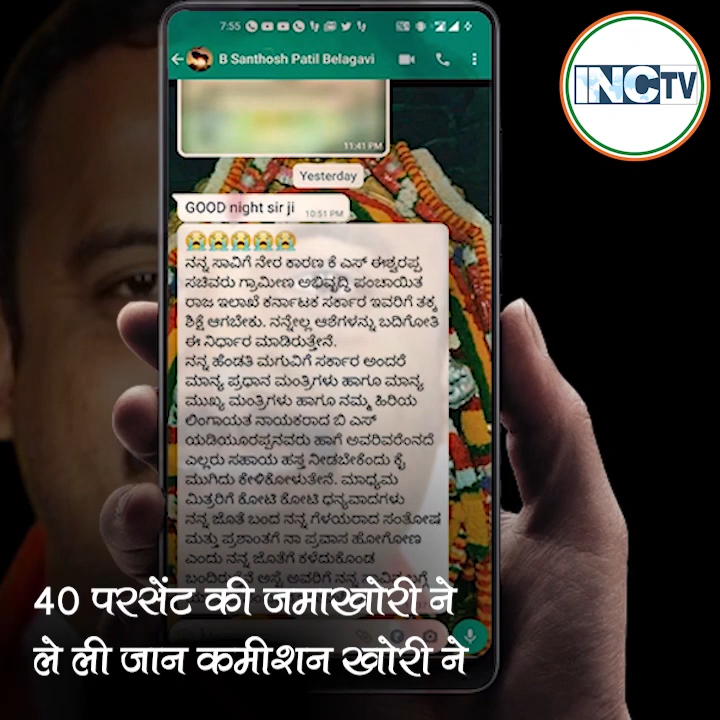 7:55
B Santhosh Patil Belagavi
INCTV
11:41 PM
Yesterday
GOOD night sir ji 10:51 PM
😭😭😭😭😭
ನನ್ನ ಸಾವಿಗೆ ನೇರ ಕಾರಣ ಕೆ ಎಸ್ ಈಶ್ವರಪ್ಪ
ಸಚಿವರು ಗ್ರಾಮೀಣ ಅಭಿವೃದ್ದಿ ಪಂಚಾಯಿತ
ರಾಜ ಇಲಾಖೆ ಕರ್ನಾಟಕ ಸರ್ಕಾರ ಇವರಿಗೆ ತಕ್ಕ
ಶಿಕ್ಷೆ ಆಗಬೇಕು. ನನ್ನೇಲ್ಲ ಆಶೆಗಳನ್ನು ಬದಿಗೋತಿ
ಈ ನಿರ್ಧಾರ ಮಾಡಿರುತ್ತೇನೆ.
ನನ್ನ ಹೆಂಡತಿ ಮಗುವಿಗೆ ಸರ್ಕಾರ ಅಂದರೆ
ಮಾನ್ಯ ಪ್ರಧಾನ ಮಂತ್ರಿಗಳು ಹಾಗೂ ಮಾನ್ಯ
ಮುಖ್ಯ ಮಂತ್ರಿಗಳು ಹಾಗೂ ನಮ್ಮ ಹಿರಿಯ
ಲಿಂಗಾಯತ ನಾಯಕರಾದ ಬಿ ಎಸ್
ಯಡಿಯೂರಪ್ಪನವರು ಹಾಗೆ ಅವರಿವರೆಂನದೆ
ಎಲ್ಲರು ಸಹಾಯ ಹಸ್ತ ನೀಡಬೇಕೆಂದು ಕೈ
ಮುಗಿದು ಕೇಳಿಕೋಳುತೇನೆ. ಮಾಧ್ಯಮ
ಮಿತ್ರರಿಗೆ ಕೋಟಿ ಕೋಟಿ ಧನ್ಯವಾದಗಳು
ನನ್ನ ಜೊತೆ ಬಂದ ನನ್ನ ಗೆಳಯರಾದ ಸಂತೋಷ
ಮತ್ತು ಪ್ರಶಾಂತಗೆ ನಾ ಪ್ರವಾಸ ಹೋಗೋಣ
ಎಂದು ನನ್ನ ಜೊತೆಗೆ ಕಳೆದುಕೊಂಡ
40 परसेंट की जमाखोरी ने
ले ली जान कमीशन खोरी ने